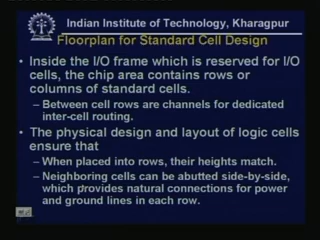 Indian Institute of Technology, Kharagpur
Floorplan for Standard Cell Design
• Inside the I/O frame which is reserved for I/O
cells, the chip area contains rows or
columns of standard cells.
– Between cell rows are channels for dedicated
inter-cell routing.
• The physical design and layout of logic cells
ensure that
– When placed into rows, their heights match.
– Neighboring cells can be abutted side-by-side,
which provides natural connections for power
and ground lines in each row.